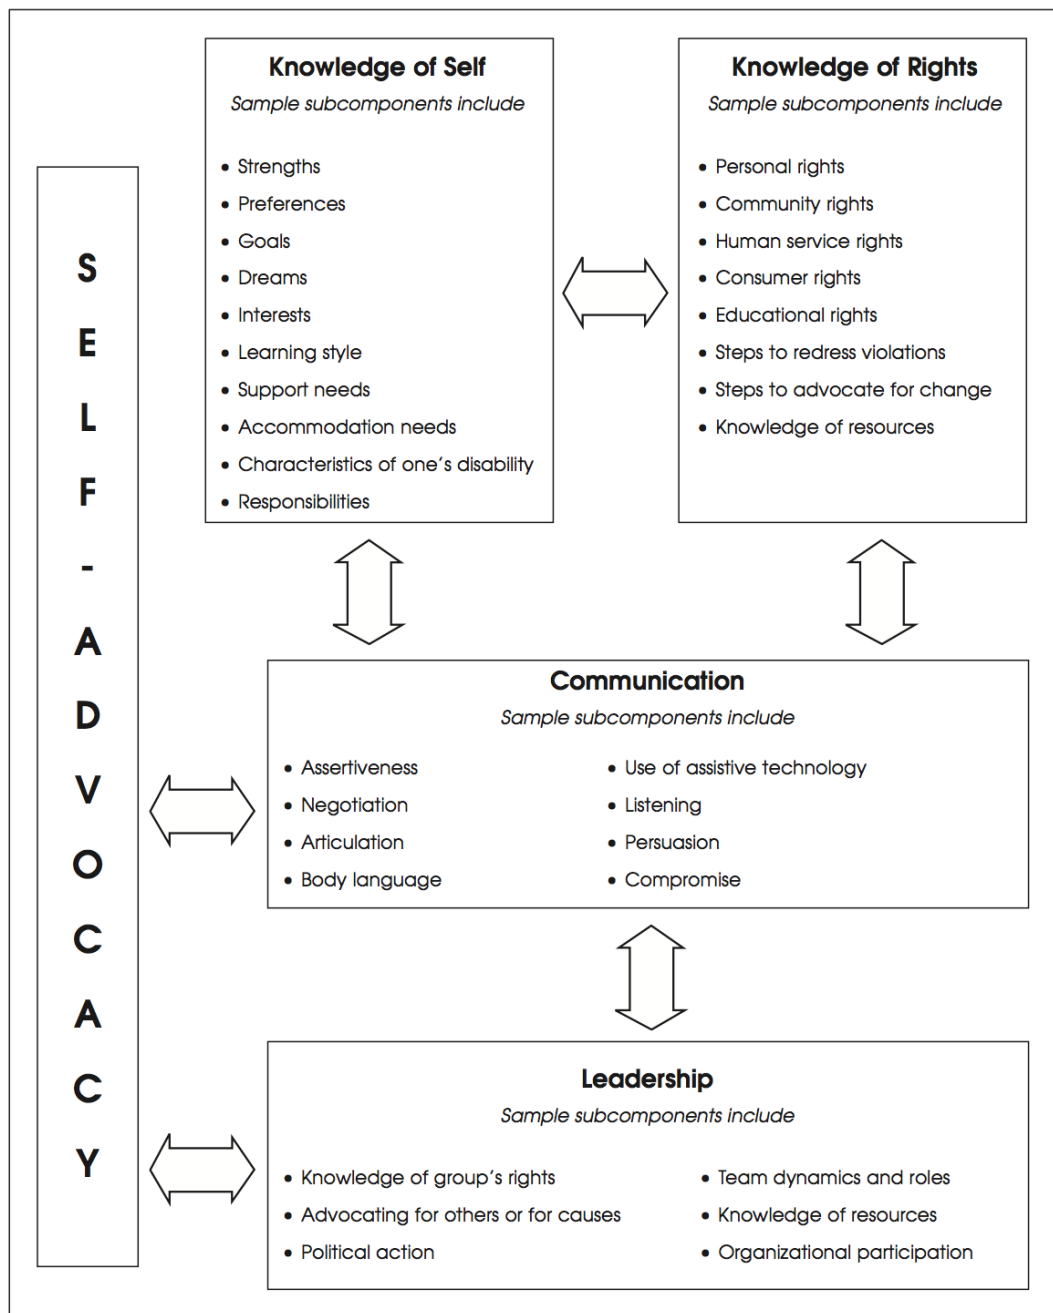 Knowledge of Self
Sample subcomponents include
• Strengths
• Preferences
• Goals
• Dreams
• Interests
• Learning style
• Support needs
• Accommodation needs
• Characteristics of one's disability
• Responsibilities
Knowledge of Rights
Sample subcomponents include
• Personal rights
• Community rights
• Human service rights
• Consumer rights
• Educational rights
• Steps to redress violations
• Steps to advocate for change
• Knowledge of resources
SELF-ADVOCACY
Communication
Sample subcomponents include
• Assertiveness
• Negotiation
• Articulation
• Body language
• Use of assistive technology
• Listening
• Persuasion
• Compromise
Leadership
Sample subcomponents include
• Knowledge of group's rights
• Advocating for others or for causes
• Political action
• Team dynamics and roles
• Knowledge of resources
• Organizational participation